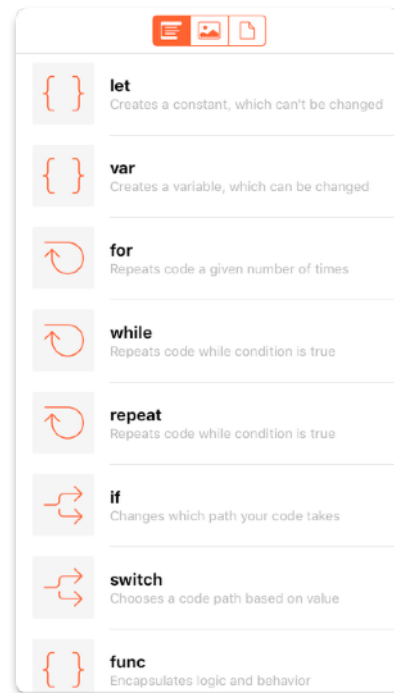 let
Creates a constant, which can't be changed
var
Creates a variable, which can be changed
for
Repeats code a given number of times
while
Repeats code while condition is true
repeat
Repeats code while condition is true
if
Changes which path your code takes
switch
Chooses a code path based on value
func
Encapsulates logic and behavior